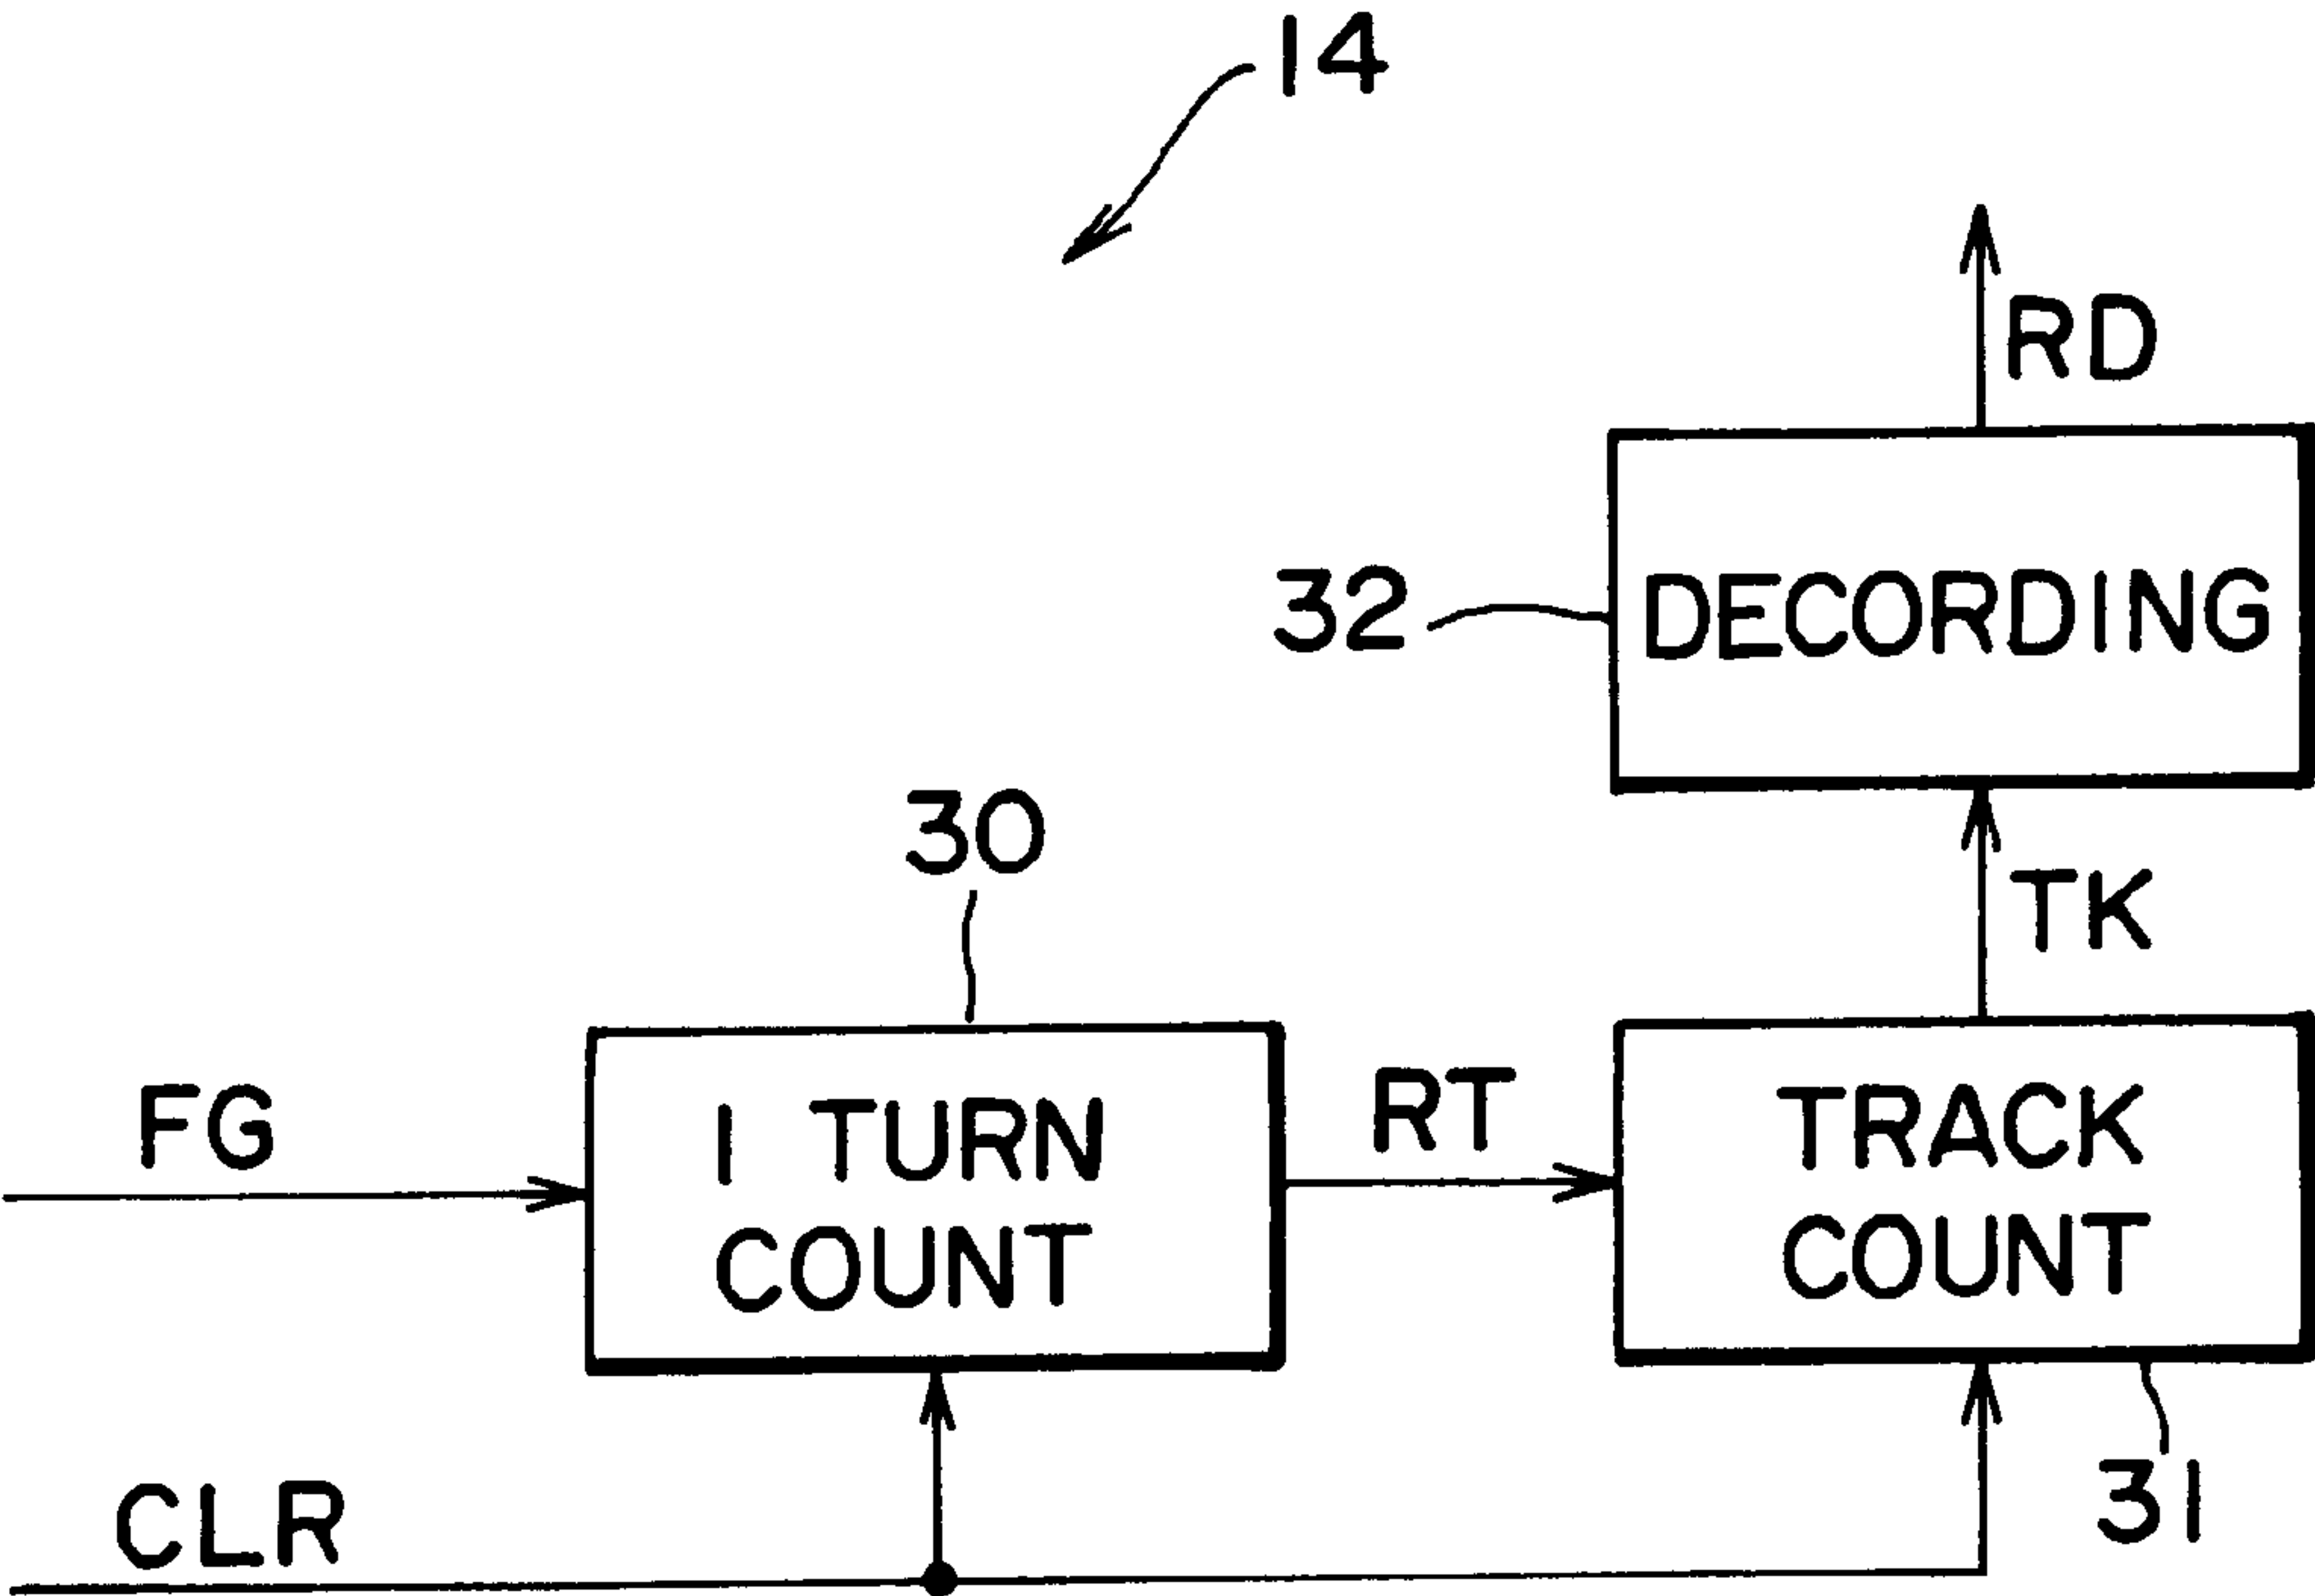 14
RD
32
DECORDING
30
TK
FG
1 TURN
COUNT
RT
TRACK
COUNT
CLR
31